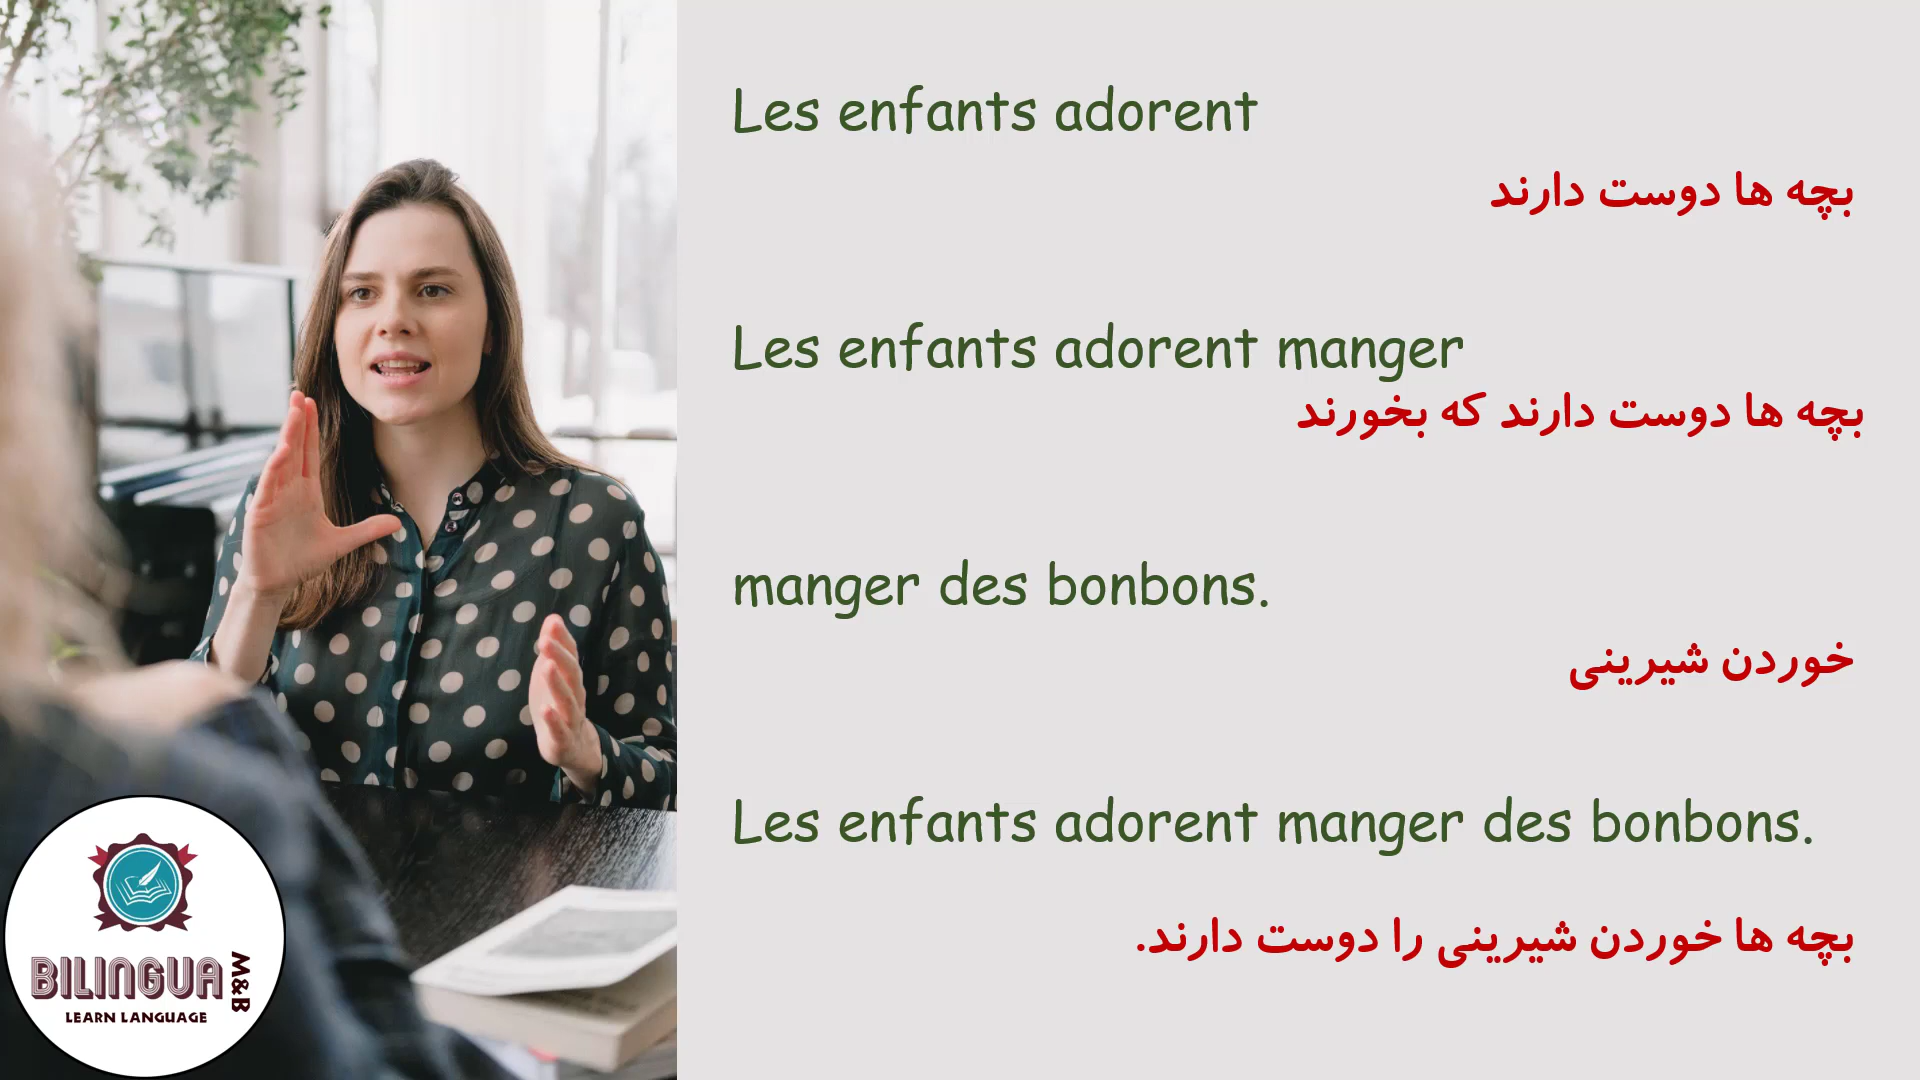 Les enfants adorent
بچه ها دوست دارند
Les enfants adorent manger
بچه ها دوست دارند که بخورند
manger des bonbons.
خوردن شیرینی
Les enfants adorent manger des bonbons.
بچه ها خوردن شیرینی را دوست دارند.
BILINGUA
M&B
LEARN LANGUAGE